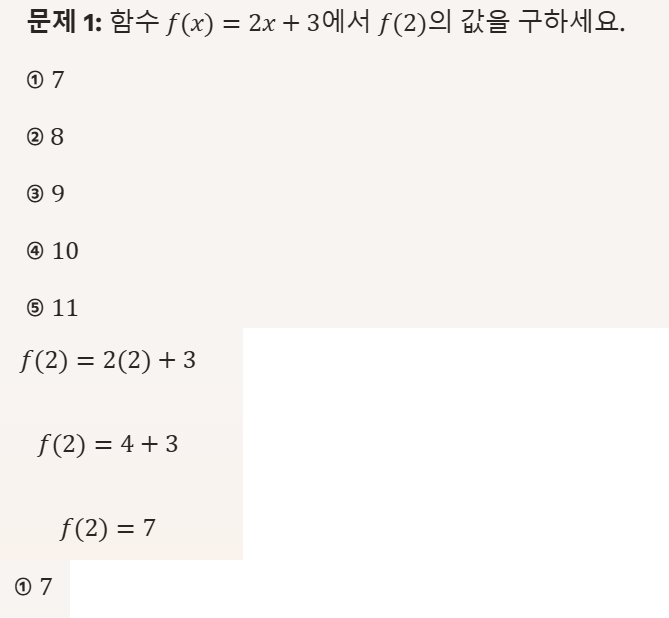 문제 1: 함수 f(x) = 2x + 3에서 f(2)의 값을 구하세요.
① 7
② 8
③ 9
④ 10
⑤ 11
f(2) = 2(2) + 3
f(2) = 4 + 3
f(2) = 7
① 7